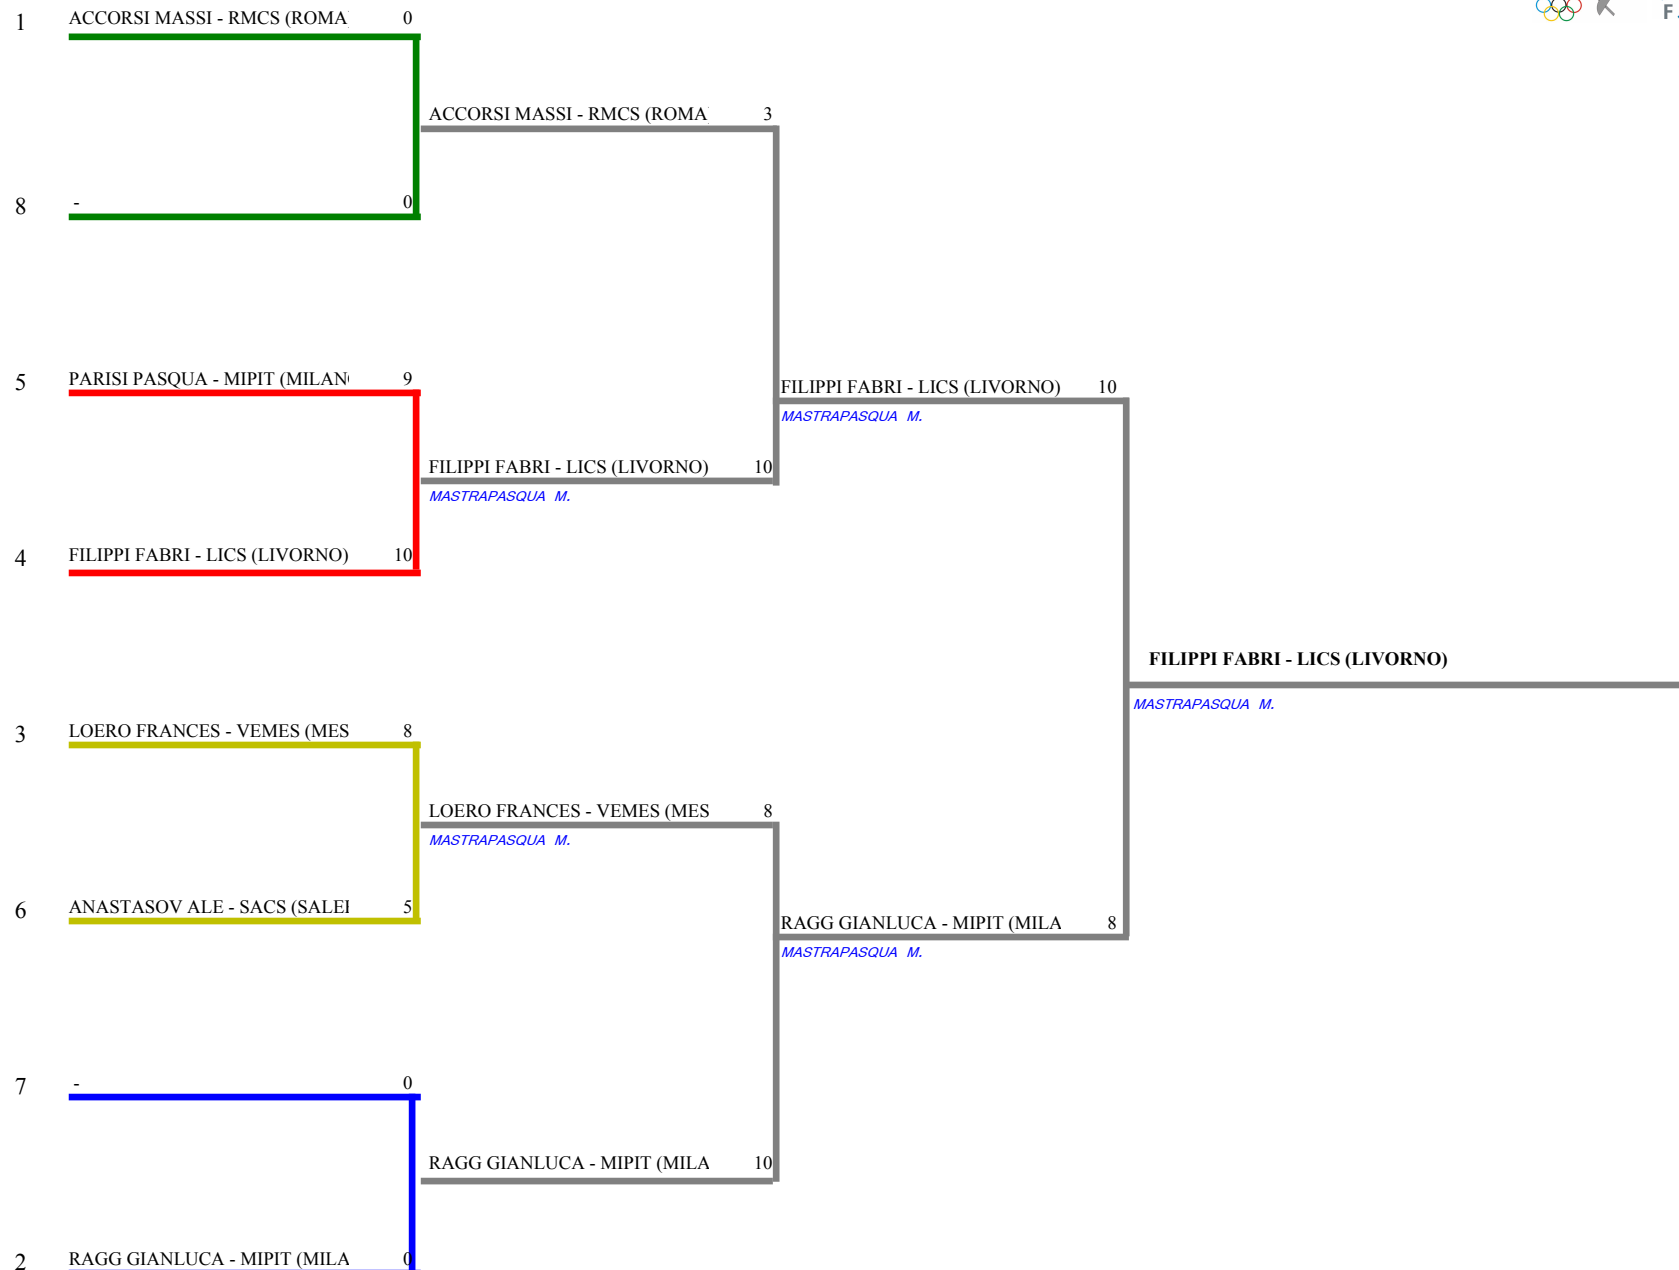 1 ACCORSI MASSI - RMCS (ROMA 0
F
ACCORSI MASSI - RMCS (ROMA 3
8 - 0
5 PARISI PASQUA - MIPIT (MILAN 9
FILIPPI FABRI - LICS (LIVORNO) 10
MASTRAPASQUA M.
FILIPPI FABRI - LICS (LIVORNO) 10
MASTRAPASQUA M.
4 FILIPPI FABRI - LICS (LIVORNO) 10
FILIPPI FABRI - LICS (LIVORNO)
MASTRAPASQUA M.
3 LOERO FRANCES - VEMES (MES 8
LOERO FRANCES - VEMES (MES 8
MASTRAPASQUA M.
6 ANASTASOV ALE - SACS (SALE 5
RAGG GIANLUCA - MIPIT (MILA 8
MASTRAPASQUA M.
7 - 0
RAGG GIANLUCA - MIPIT (MILA 10
2 RAGG GIANLUCA - MIPIT (MILA 0